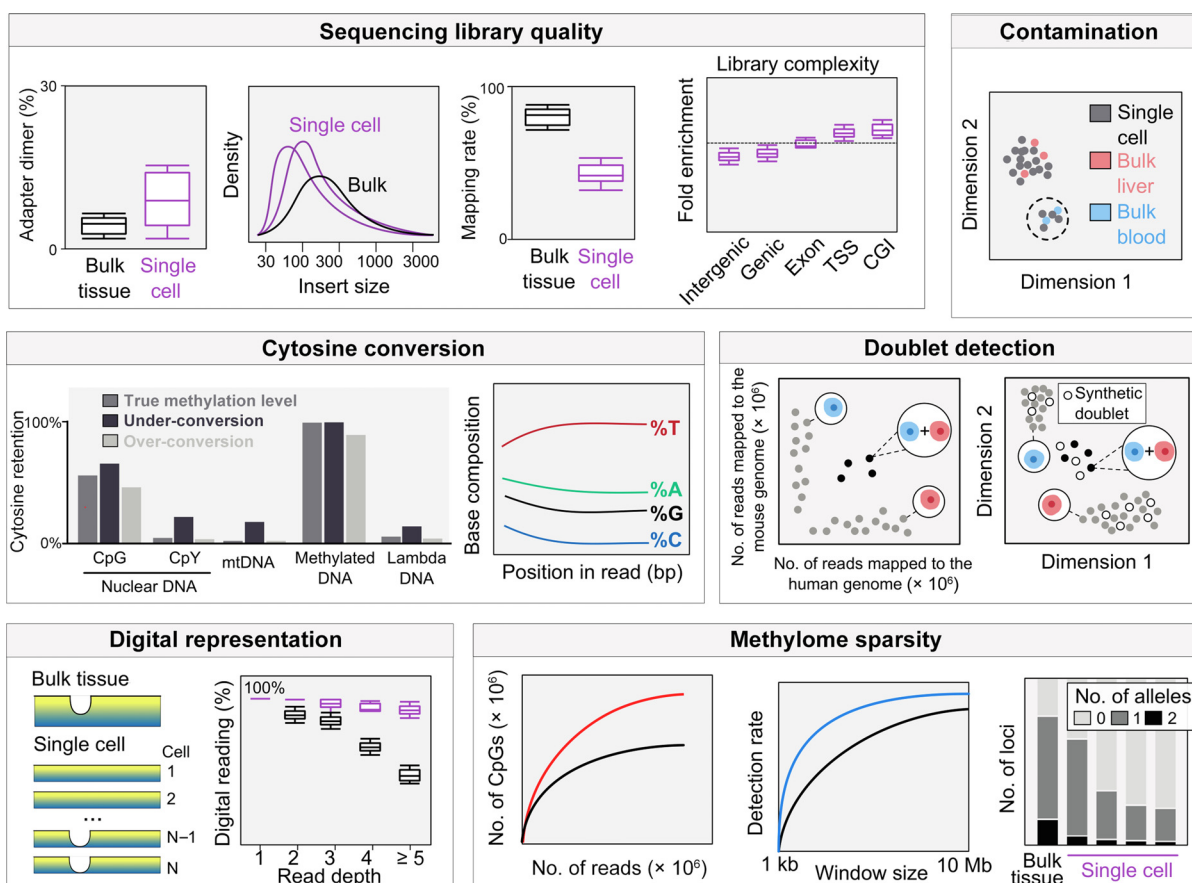 Sequencing library quality
Adapter dimer (%)
30
0
Bulk
tissue
Single
cell
Density
Single cell
Bulk
30 100 300 1000 3000
Insert size
Mapping rate (%)
100
0
Bulk
tissue
Single
cell
Library complexity
Fold enrichment
Intergenic
Genic
Exon
TSS
CGI
Contamination
Dimension 2
Single
cell
Bulk
liver
Bulk
blood
Dimension 1
Cytosine conversion
Cytosine retention
100%
0%
True methylation level
Under-conversion
Over-conversion
CpG
CpY
Nuclear DNA
mtDNA
Methylated
DNA
Lambda
DNA
Base composition
%T
%A
%G
%C
Position in read (bp)
Doublet detection
No. of reads mapped to the
mouse genome (× 10⁶)
+
No. of reads mapped to the
human genome (× 10⁶)
Dimension 2
Synthetic
doublet
+
Dimension 1
Digital representation
Bulk tissue
Single cell
Cell
1
2
...
N–1
N
Digital reading (%)
100%
1 2 3 4 ≥ 5
Read depth
Methylome sparsity
No. of CpGs (× 10⁶)
No. of reads (× 10⁶)
Detection rate
1 kb
Window size
10 Mb
No. of loci
No. of alleles
0 1 2
Bulk
tissue
Single cell